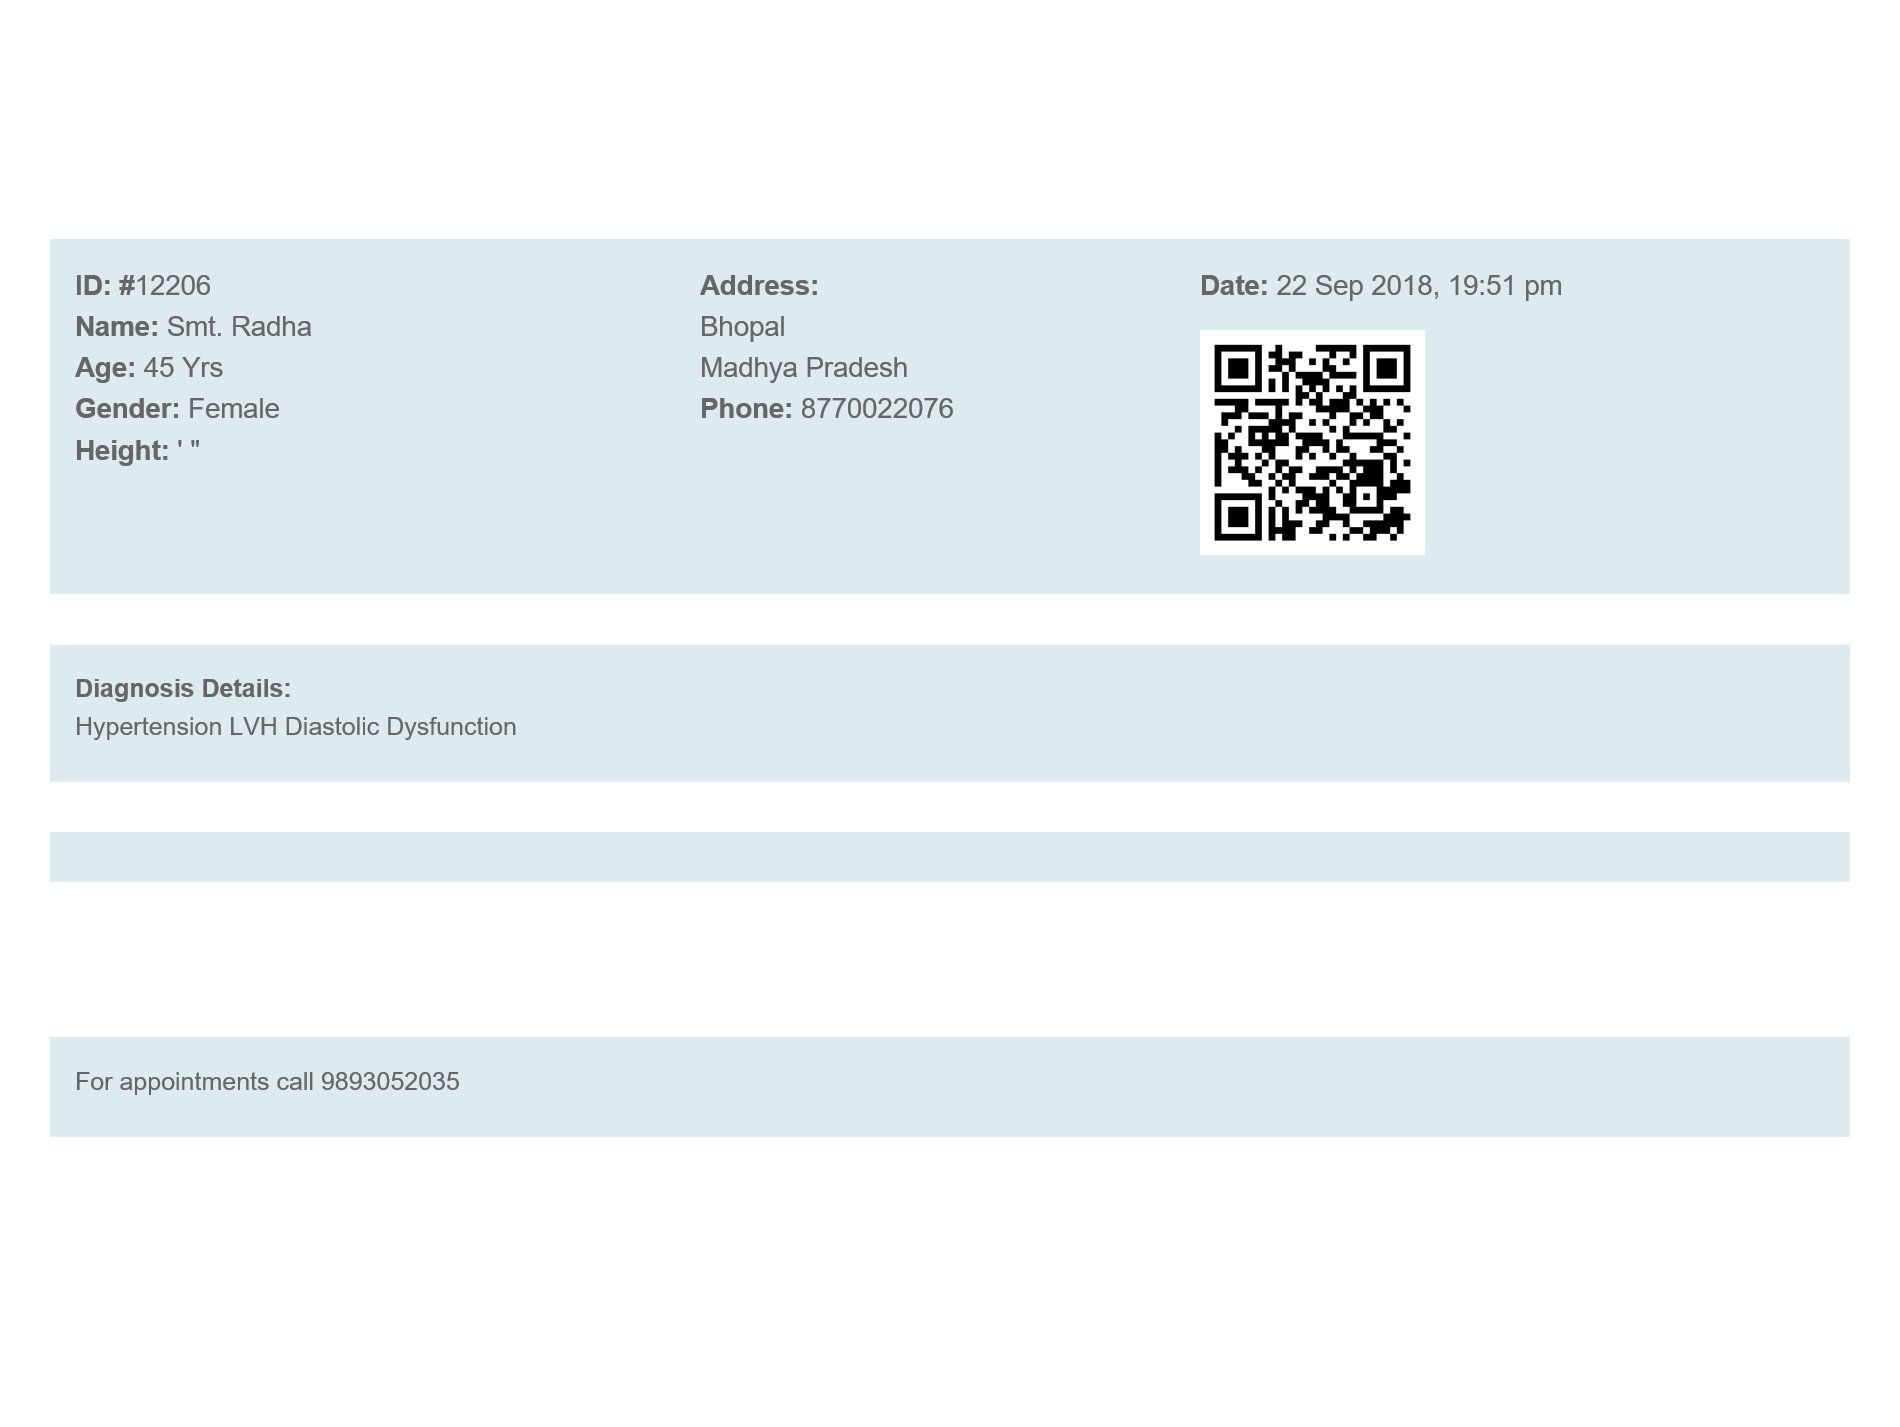 ID: #12206
Name: Smt. Radha
Age: 45 Yrs
Gender: Female
Height: ' "
Address:
Bhopal
Madhya Pradesh
Phone: 8770022076
Date: 22 Sep 2018, 19:51 pm
Diagnosis Details:
Hypertension LVH Diastolic Dysfunction
For appointments call 9893052035